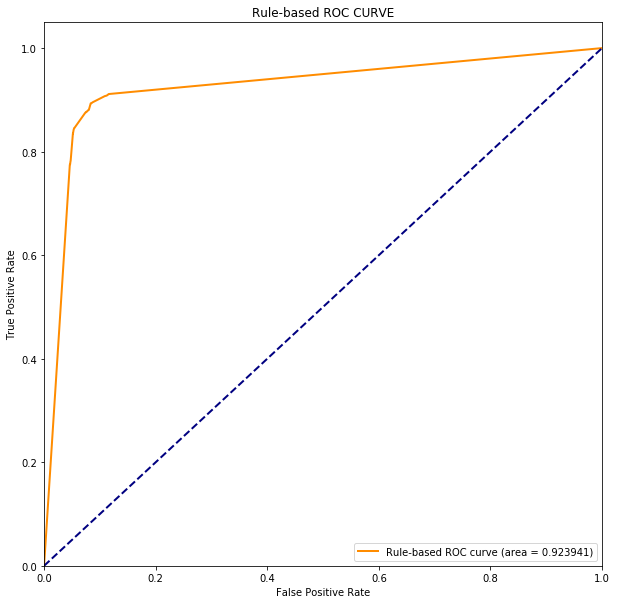 Rule-based ROC CURVE
1.0
0.8
0.6
0.4
0.2
0.0
True Positive Rate
Rule-based ROC curve (area = 0.923941)
0.0 0.2 0.4 0.6 0.8 1.0
False Positive Rate